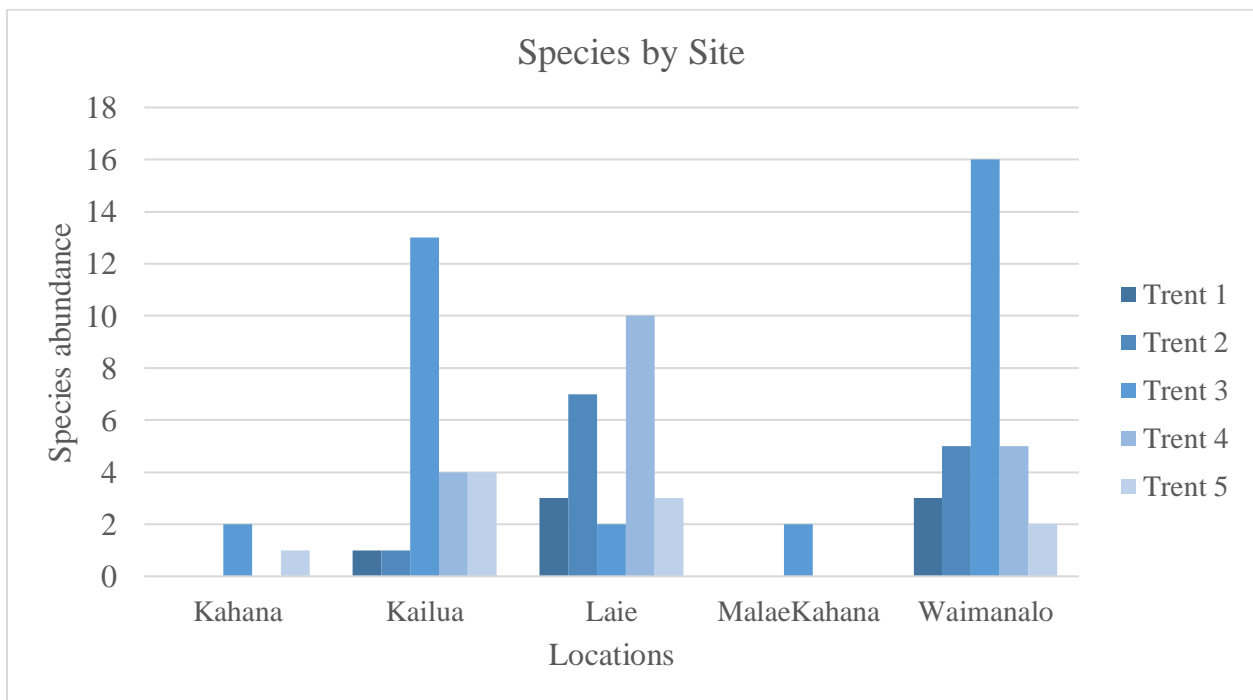 Species by Site
18
16
14
12
10
8
6
4
2
0
Species abundance
Kahana
Kailua
Laie
MalaeKahana
Waimanalo
Locations
Trent 1
Trent 2
Trent 3
Trent 4
Trent 5